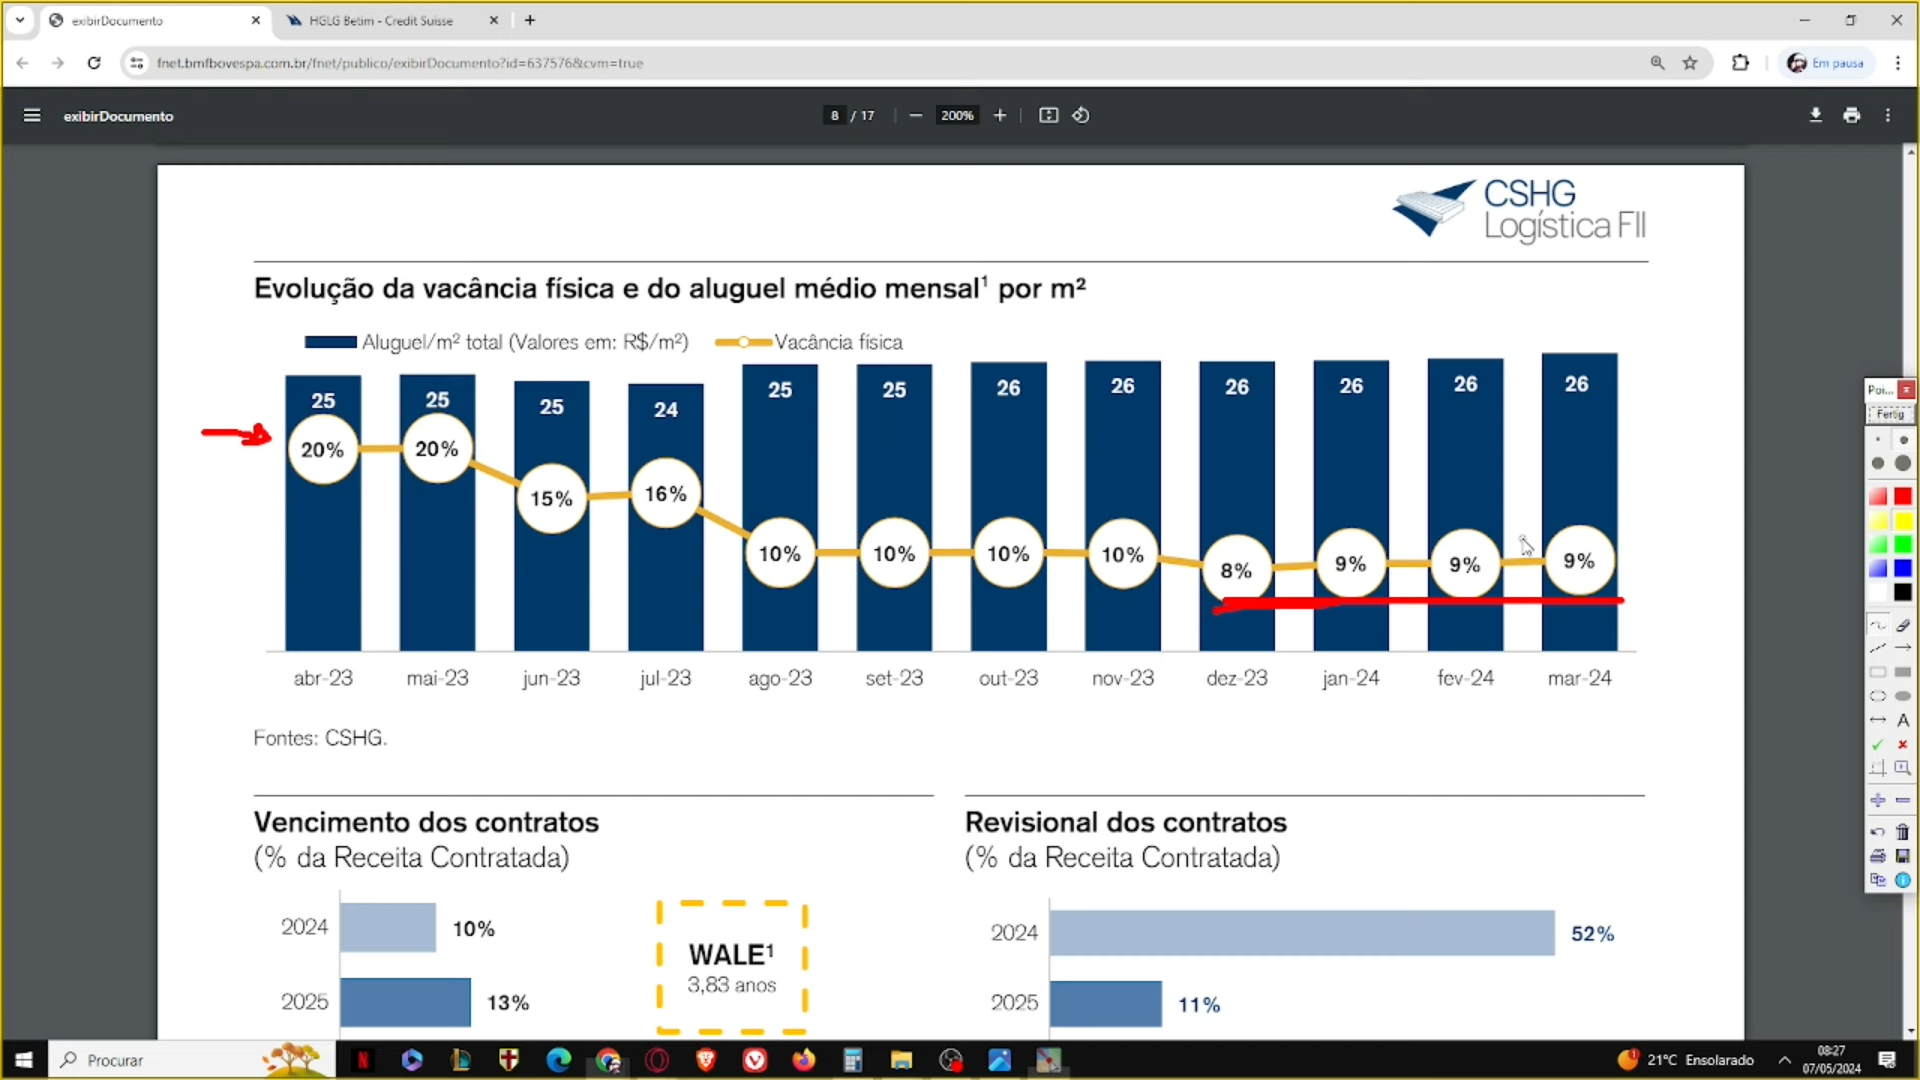 exibirDocumento
HGLG Betim - Credit Suisse
fnet.bmfbovespa.com.br/fnet/publico/exibirDocumento?id=637576&cvm=true
Em pausa
exibirDocumento
8 / 17
200%
CSHG
Logística FII
Evolução da vacância física e do aluguel médio mensal¹ por m²
Aluguel/m² total (Valores em: R$/m²)
Vacância física
25 25 25 24 25 25 26 26 26 26 26 26
20% 20% 15% 16% 10% 10% 10% 10% 8% 9% 9% 9%
abr-23 mai-23 jun-23 jul-23 ago-23 set-23 out-23 nov-23 dez-23 jan-24 fev-24 mar-24
Fontes: CSHG.
Vencimento dos contratos
(% da Receita Contratada)
2024 10%
2025 13%
WALE¹
3,83 anos
Revisional dos contratos
(% da Receita Contratada)
2024 52%
2025 11%
Poi...
Fertig
A
Procurar
21°C Ensolarado
08:27
07/05/2024